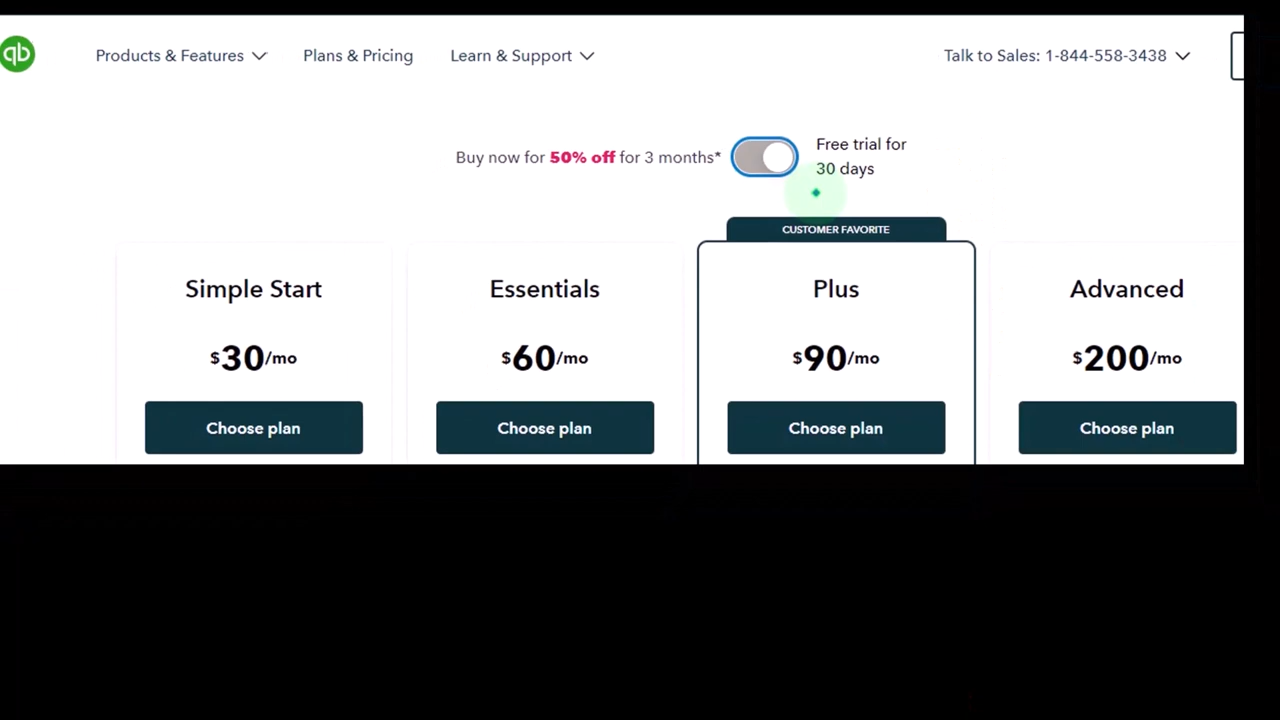 qb
Products & Features
Plans & Pricing
Learn & Support
Talk to Sales: 1-844-558-3438
Buy now for 50% off for 3 months*
Free trial for
30 days
CUSTOMER FAVORITE
Simple Start
Essentials
Plus
Advanced
$30/mo
$60/mo
$90/mo
$200/mo
Choose plan
Choose plan
Choose plan
Choose plan